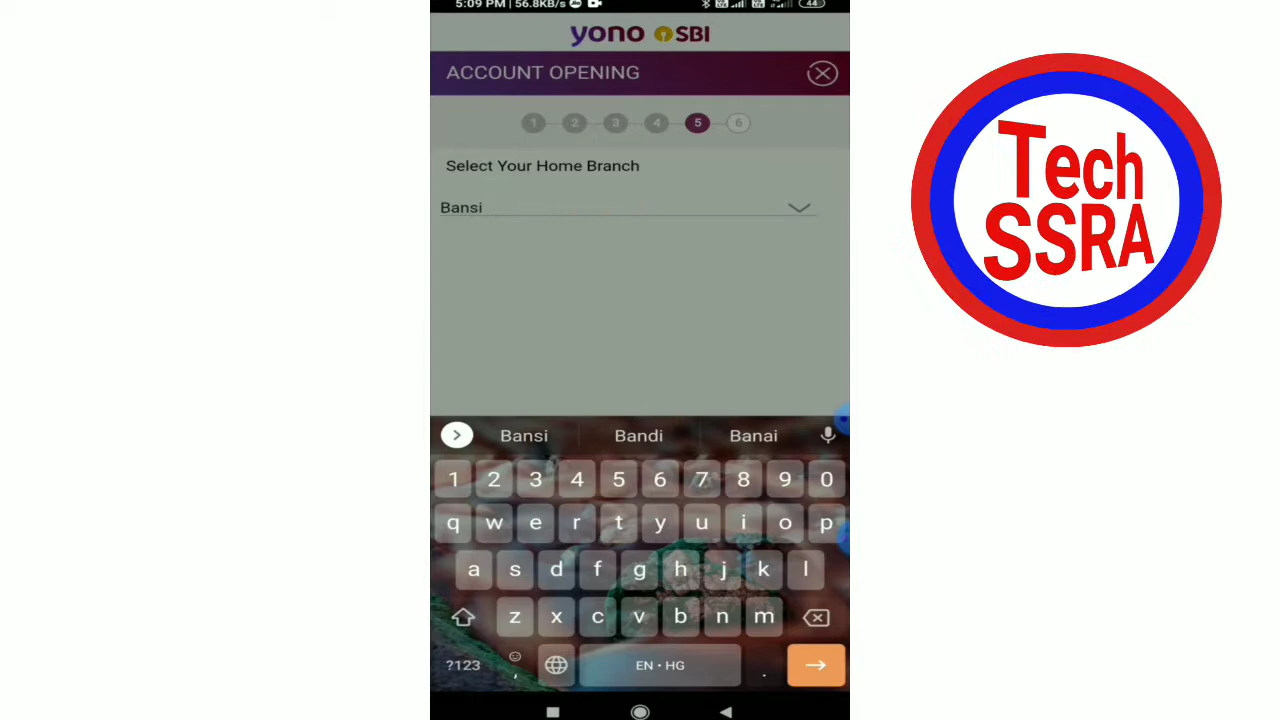 5:09 PM | 56.8KB/s
44
yono SBI
ACCOUNT OPENING
1 2 3 4 5 6
Select Your Home Branch
Bansi
Bansi Bandi Banai
1 2 3 4 5 6 7 8 9 0
q w e r t y u i o p
a s d f g h j k l
z x c v b n m
?123 , EN • HG .
Tech
SSRA